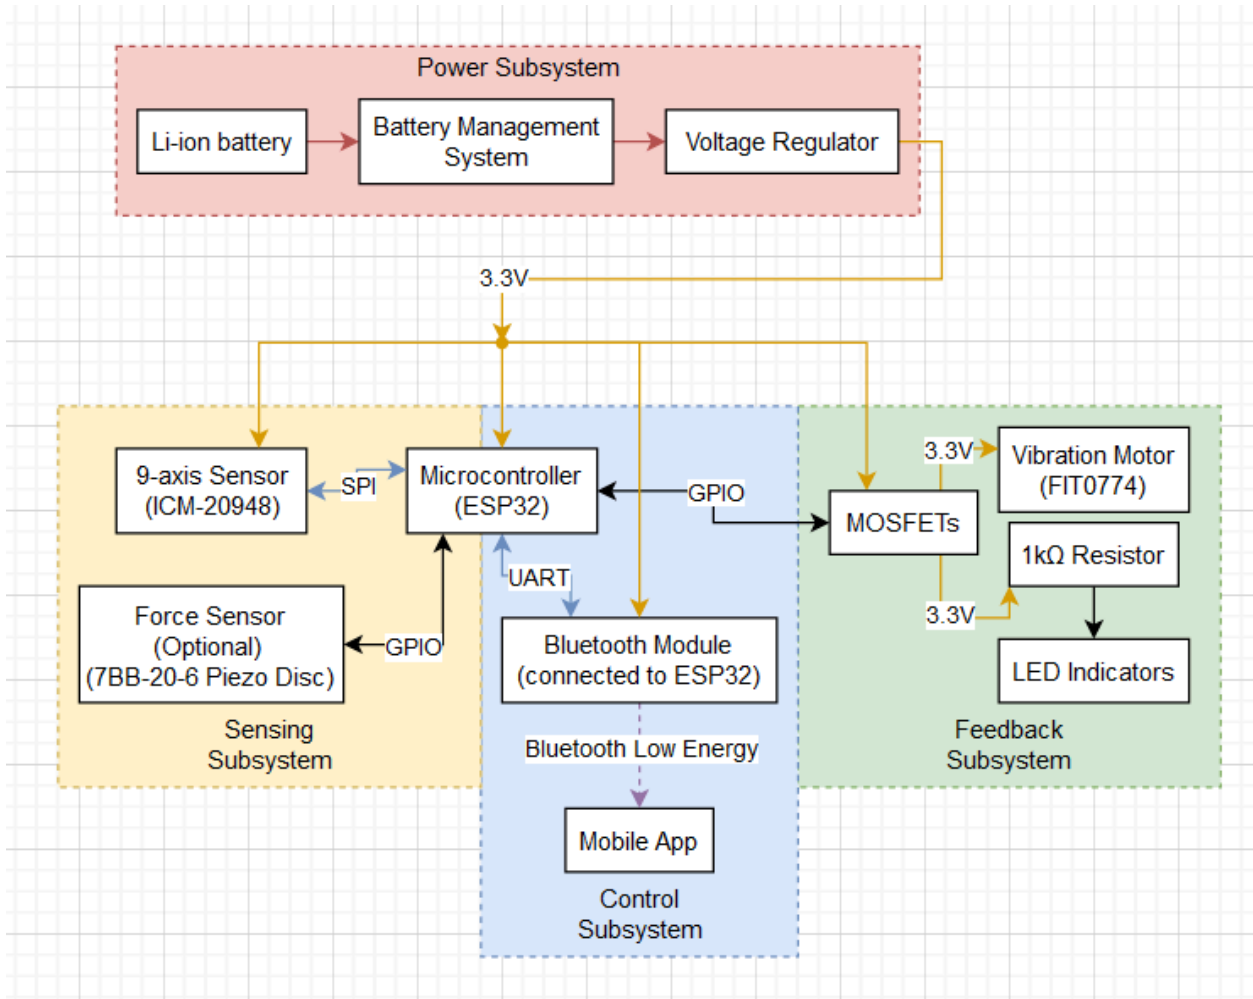 Power Subsystem
Li-ion battery
Battery Management
System
Voltage Regulator
3.3V
9-axis Sensor
(ICM-20948)
SPI
Microcontroller
(ESP32)
GPIO
MOSFETs
3.3V
Vibration Motor
(FIT0774)
1kΩ Resistor
3.3V
LED Indicators
UART
Force Sensor
(Optional)
(7BB-20-6 Piezo Disc)
GPIO
Bluetooth Module
(connected to ESP32)
Sensing
Subsystem
Bluetooth Low Energy
Feedback
Subsystem
Mobile App
Control
Subsystem